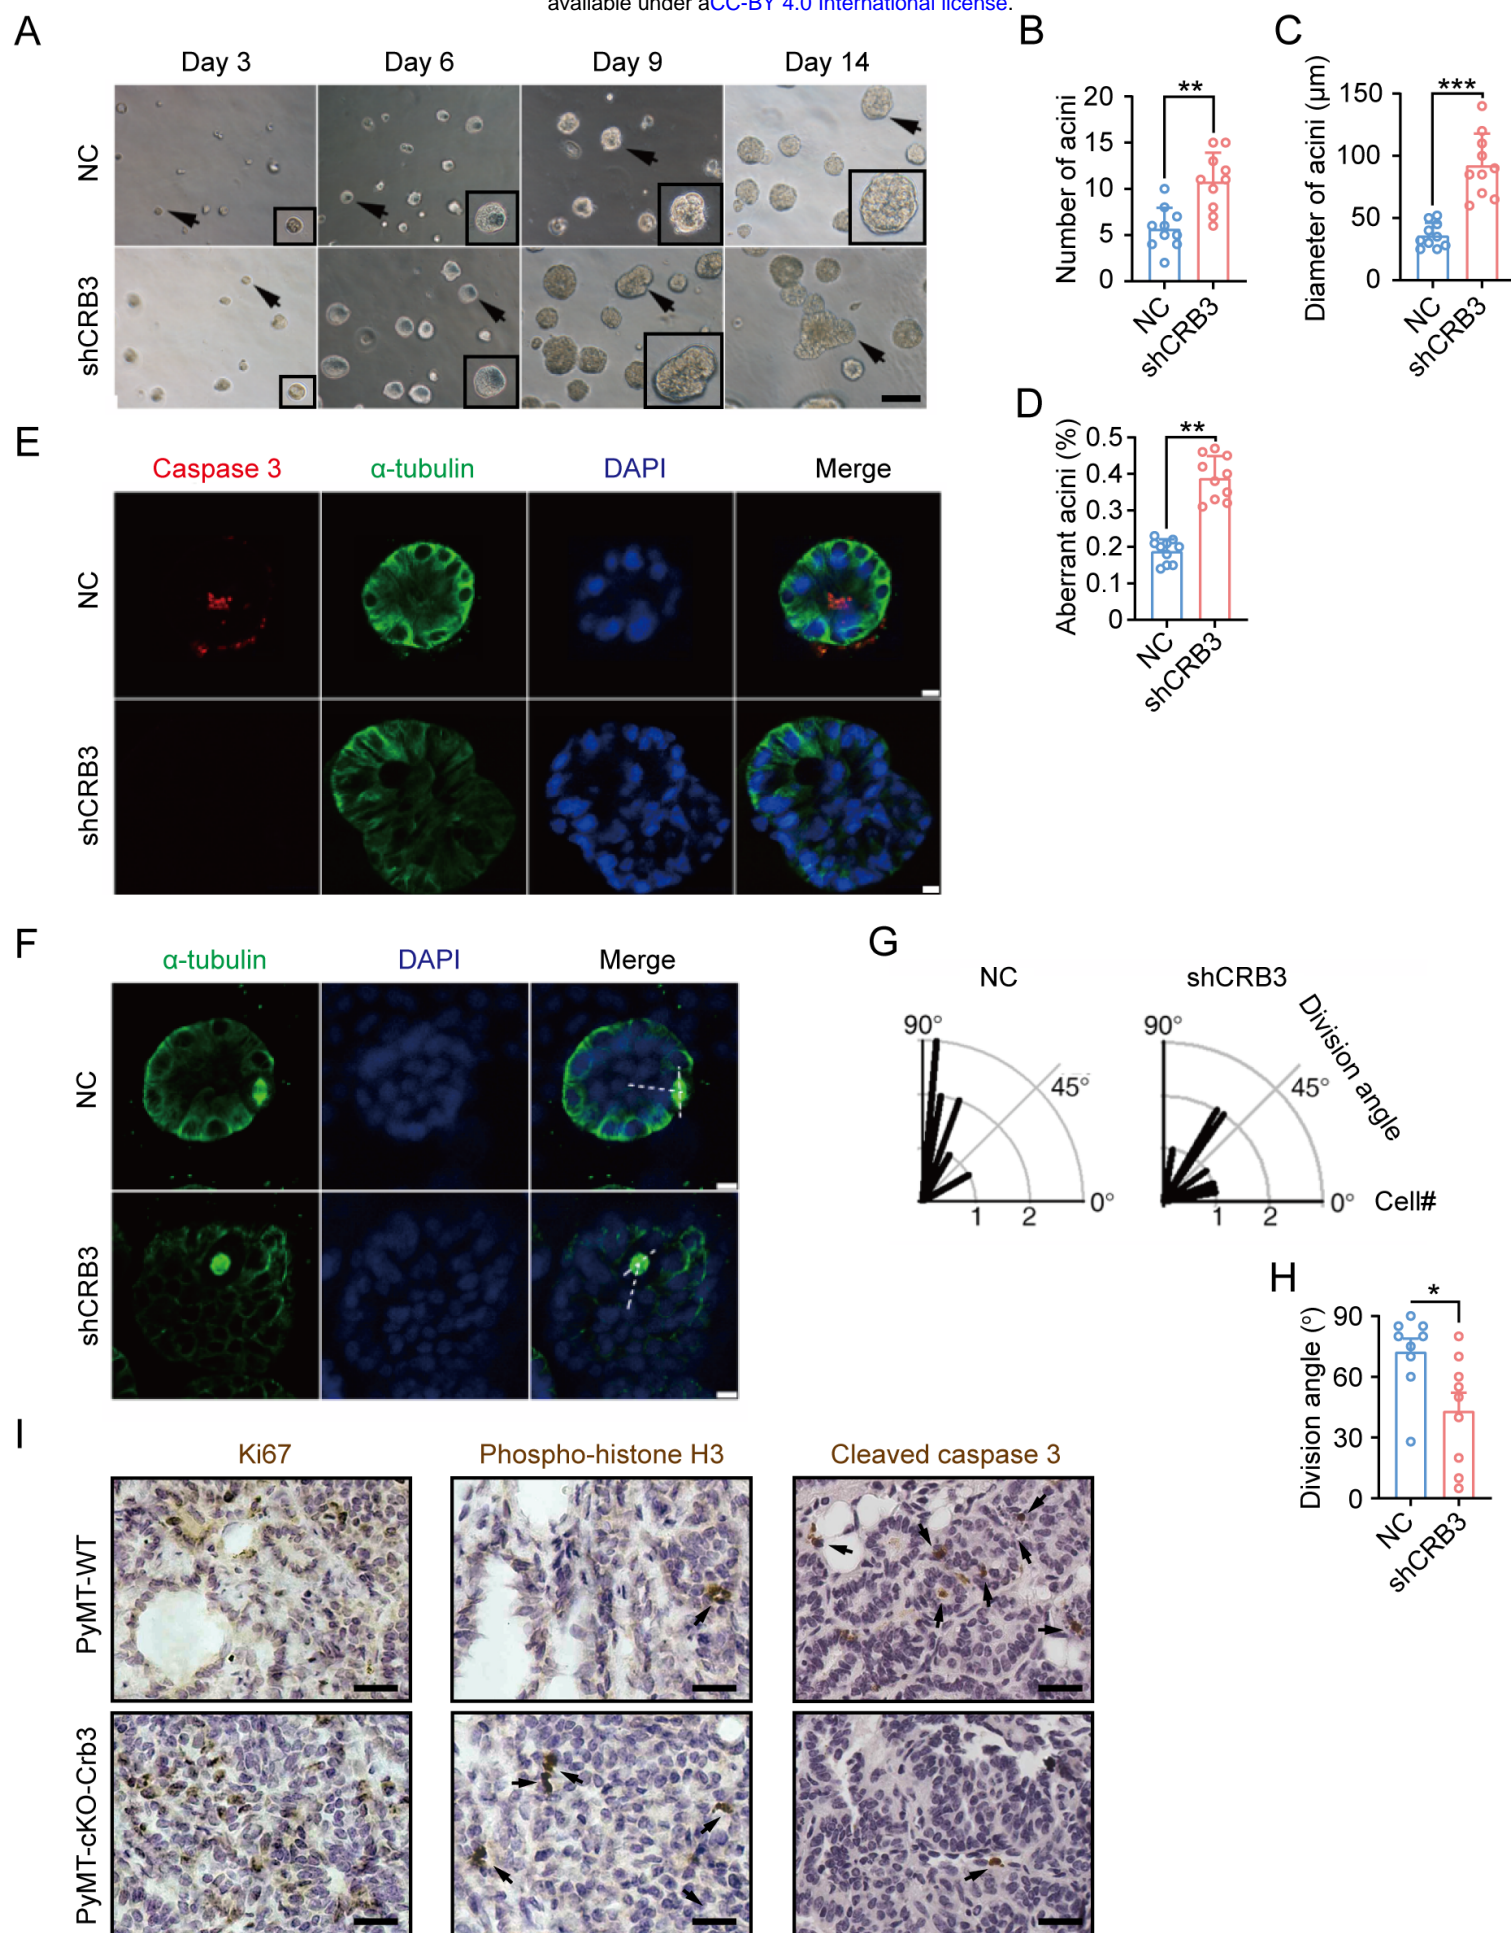 available under aCC-BY 4.0 International license.
A
Day 3
Day 6
Day 9
Day 14
NC
shCRB3
B
Number of acini
20
15
10
5
0
**
NC
shCRB3
C
Diameter of acini (μm)
150
100
50
0
***
NC
shCRB3
D
Aberrant acini (%)
0.5
0.4
0.3
0.2
0.1
0
**
NC
shCRB3
E
Caspase 3
α-tubulin
DAPI
Merge
NC
shCRB3
F
α-tubulin
DAPI
Merge
NC
shCRB3
G
NC
90°
45°
0°
1
2
shCRB3
90°
45°
0°
1
2
Division angle
Cell#
H
Division angle (°)
90
60
30
0
*
NC
shCRB3
I
Ki67
Phospho-histone H3
Cleaved caspase 3
PyMT-WT
PyMT-cKO-Crb3